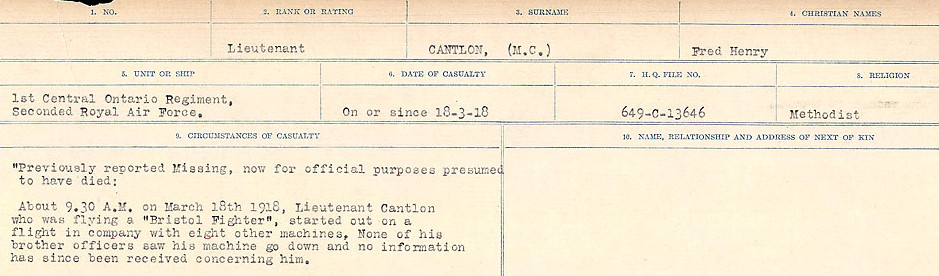 1. NO.
2. RANK OR RATING
3. SURNAME
4. CHRISTIAN NAMES
Lieutenant
CANTLON, (M.C.)
Fred Henry
5. UNIT OR SHIP
6. DATE OF CASUALTY
7. H.Q. FILE NO.
8. RELIGION
1st Central Ontario Regiment,
Seconded Royal Air Force.
On or since 18-3-18
649-C-13646
Methodist
9. CIRCUMSTANCES OF CASUALTY
10. NAME, RELATIONSHIP AND ADDRESS OF NEXT OF KIN
"Previously reported Missing, now for official purposes presumed
to have died:
About 9.30 A.M. on March 18th 1918, Lieutenant Cantlon
who was flying a "Bristol Fighter", started out on a
flight in company with eight other machines, None of his
brother officers saw his machine go down and no information
has since been received concerning him.